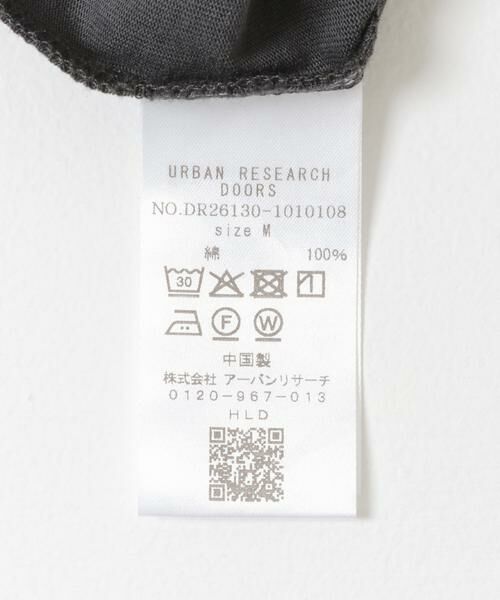 URBAN RESEARCH
DOORS
NO.DR26130-1010108
size M
綿 100%
30
F W
中国製
株式会社 アーバンリサーチ
0120-967-013
HLD